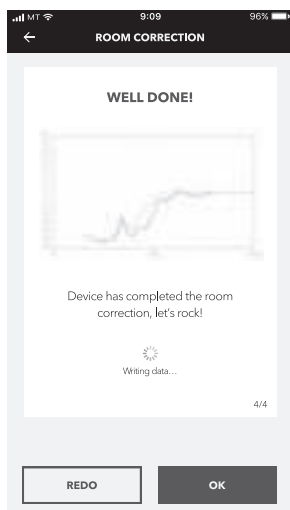 MT 9:09 96%
ROOM CORRECTION
WELL DONE!
Device has completed the room
correction, let's rock!
Writing data...
4/4
REDO OK